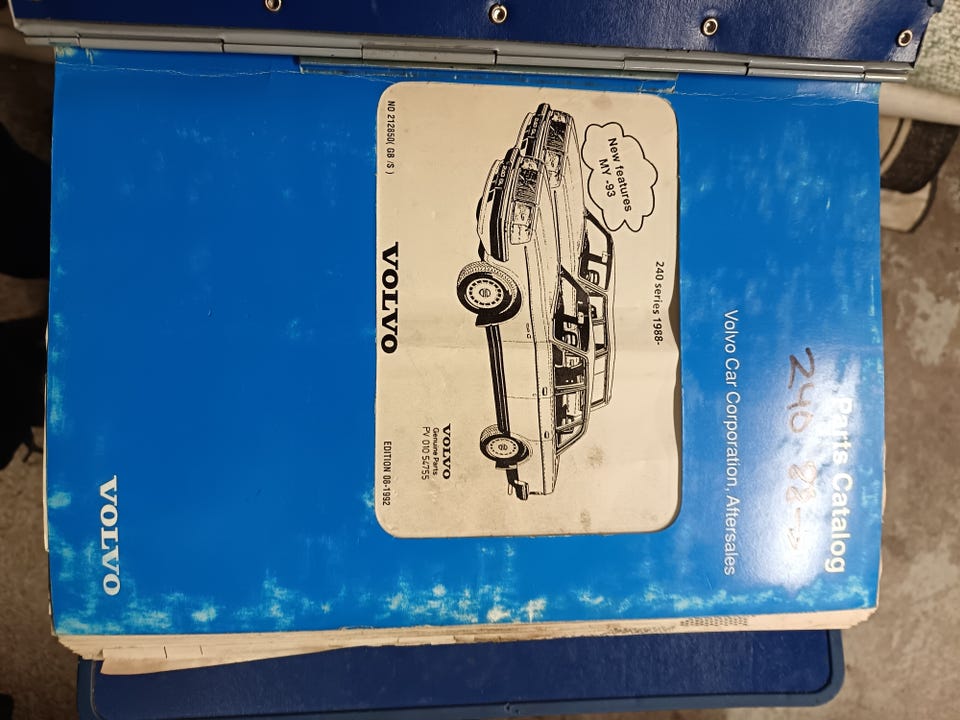 Parts Catalog
240 88→
Volvo Car Corporation, Aftersales
240 series 1988-
New features
MY -93
VOLVO
Genuine Parts
PV 010 54755
NO 212850( GB /S )
VOLVO
EDITION 08-1992
VOLVO